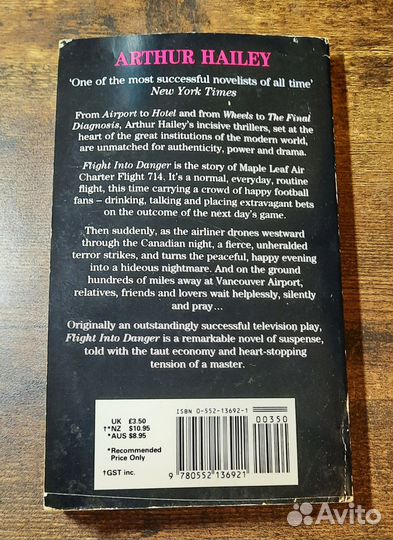 ARTHUR HAILEY
‘One of the most successful novelists of all time’
New York Times
From Airport to Hotel and from Wheels to The Final
Diagnosis, Arthur Hailey's incisive thrillers, set at the
heart of the great institutions of the modern world,
are unmatched for authenticity, power and drama.
Flight Into Danger is the story of Maple Leaf Air
Charter Flight 714. It's a normal, everyday, routine
flight, this time carrying a crowd of happy football
fans – drinking, talking and placing extravagant bets
on the outcome of the next day's game.
Then suddenly, as the airliner drones westward
through the Canadian night, a fierce, unheralded
terror strikes, and turns the peaceful, happy evening
into a hideous nightmare. And on the ground
hundreds of miles away at Vancouver Airport,
relatives, friends and lovers wait helplessly, silently
and pray…
Originally an outstandingly successful television play,
Flight Into Danger is a remarkable novel of suspense,
told with the taut economy and heart-stopping
tension of a master.
UK £3.50
†*NZ $10.95
*AUS $8.95
*Recommended
Price Only
†GST inc.
ISBN 0-552-13692-1
00350
9 780552 136921
Avito